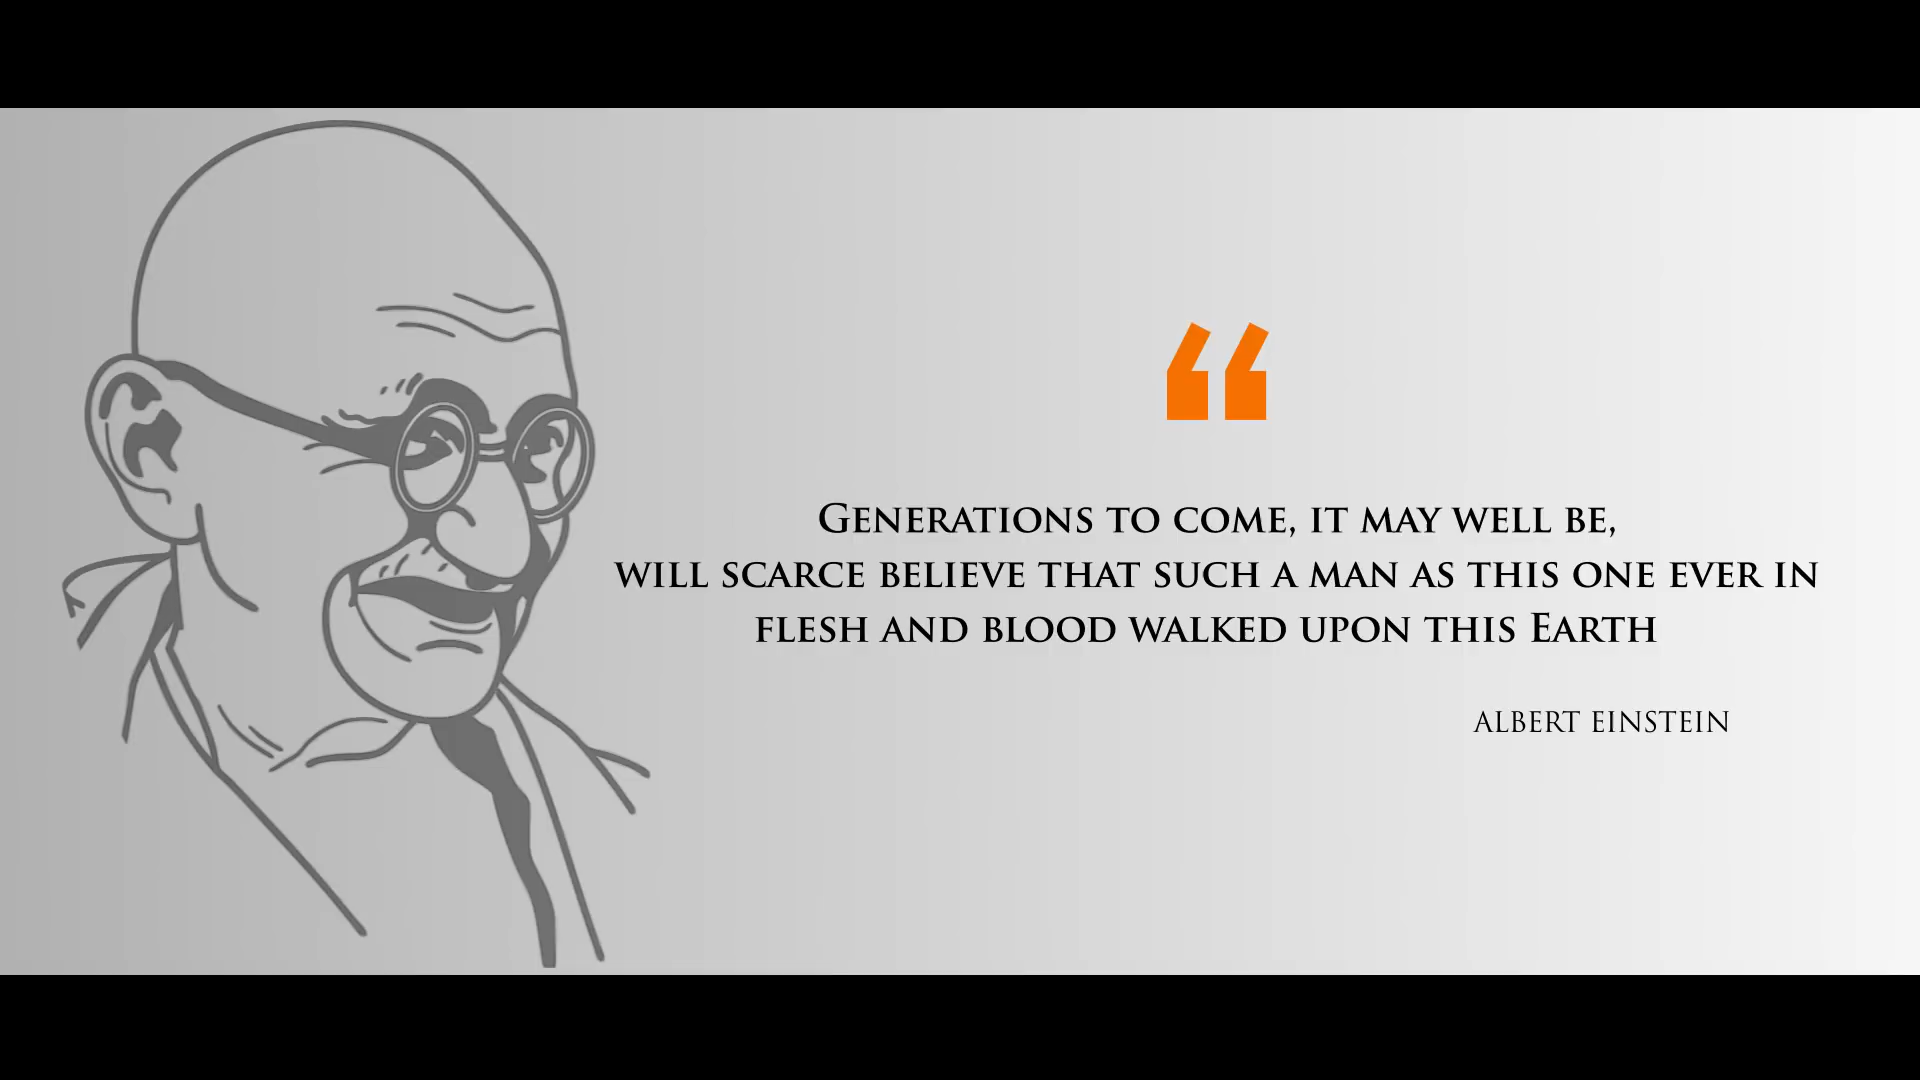 “
Generations to come, it may well be,
will scarce believe that such a man as this one ever in
flesh and blood walked upon this Earth
ALBERT EINSTEIN